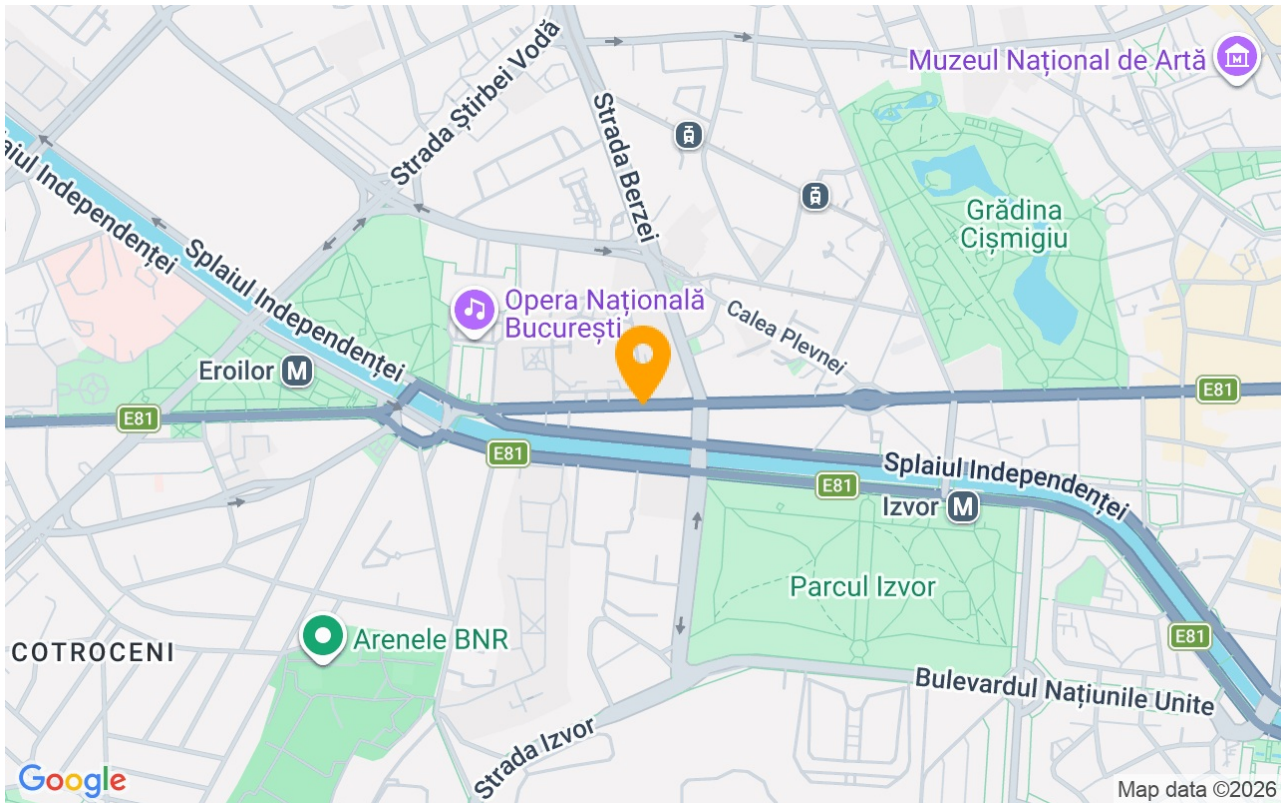 Muzeul Național de Artă
M
Strada Știrbei Vodă
Strada Berzei
Splaiul Independenței
aiul Independenței
Grădina
Cișmigiu
Opera Națională
București
Calea Plevnei
Eroilor M
E81
E81
E81
E81
E81
Splaiul Independenței
Izvor M
Parcul Izvor
Arenele BNR
COTROCENI
Bulevardul Națiunile Unite
Strada Izvor
Google
Map data ©2026